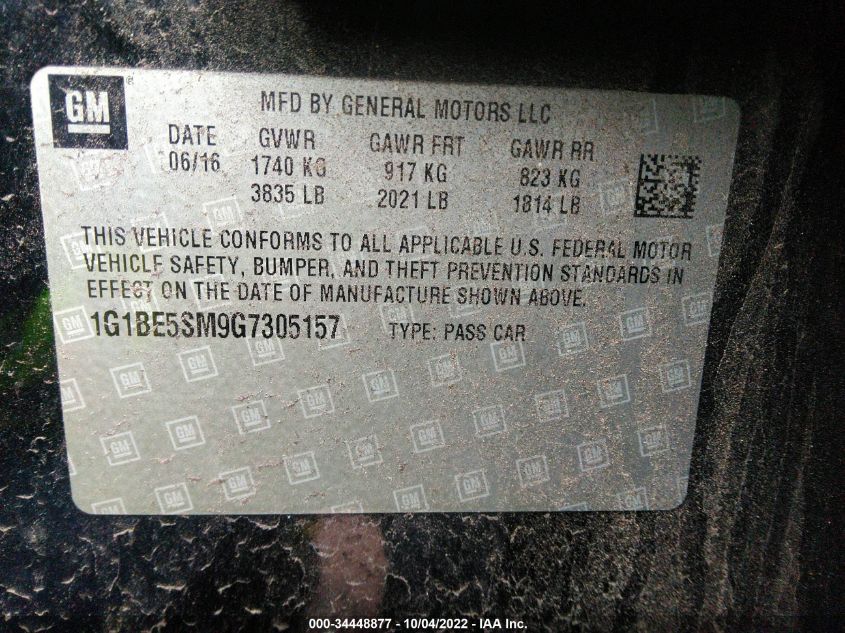 GM
MFD BY GENERAL MOTORS LLC
DATE GVWR GAWR FRT GAWR RR
06/16 1740 KG 917 KG 823 KG
3835 LB 2021 LB 1814 LB
THIS VEHICLE CONFORMS TO ALL APPLICABLE U.S. FEDERAL MOTOR
VEHICLE SAFETY, BUMPER, AND THEFT PREVENTION STANDARDS IN
EFFECT ON THE DATE OF MANUFACTURE SHOWN ABOVE.
1G1BE5SM9G7305157 TYPE: PASS CAR
000-34448877 - 10/04/2022 - IAA Inc.